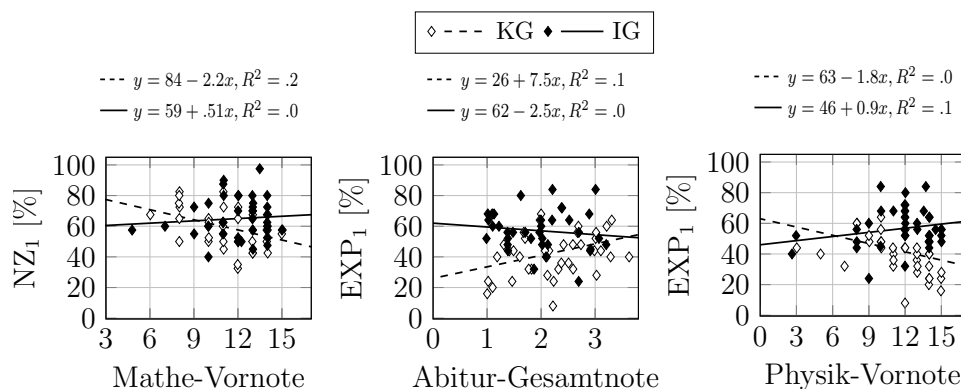 KG IG
y = 84 − 2.2x, R² = .2
y = 59 + .51x, R² = .0
y = 26 + 7.5x, R² = .1
y = 62 − 2.5x, R² = .0
y = 63 − 1.8x, R² = .0
y = 46 + 0.9x, R² = .1
NZ₁ [%]
100
80
60
40
20
0
3 6 9 12 15
Mathe-Vornote
EXP₁ [%]
100
80
60
40
20
0
0 1 2 3
Abitur-Gesamtnote
EXP₁ [%]
100
80
60
40
20
0
0 3 6 9 12 15
Physik-Vornote